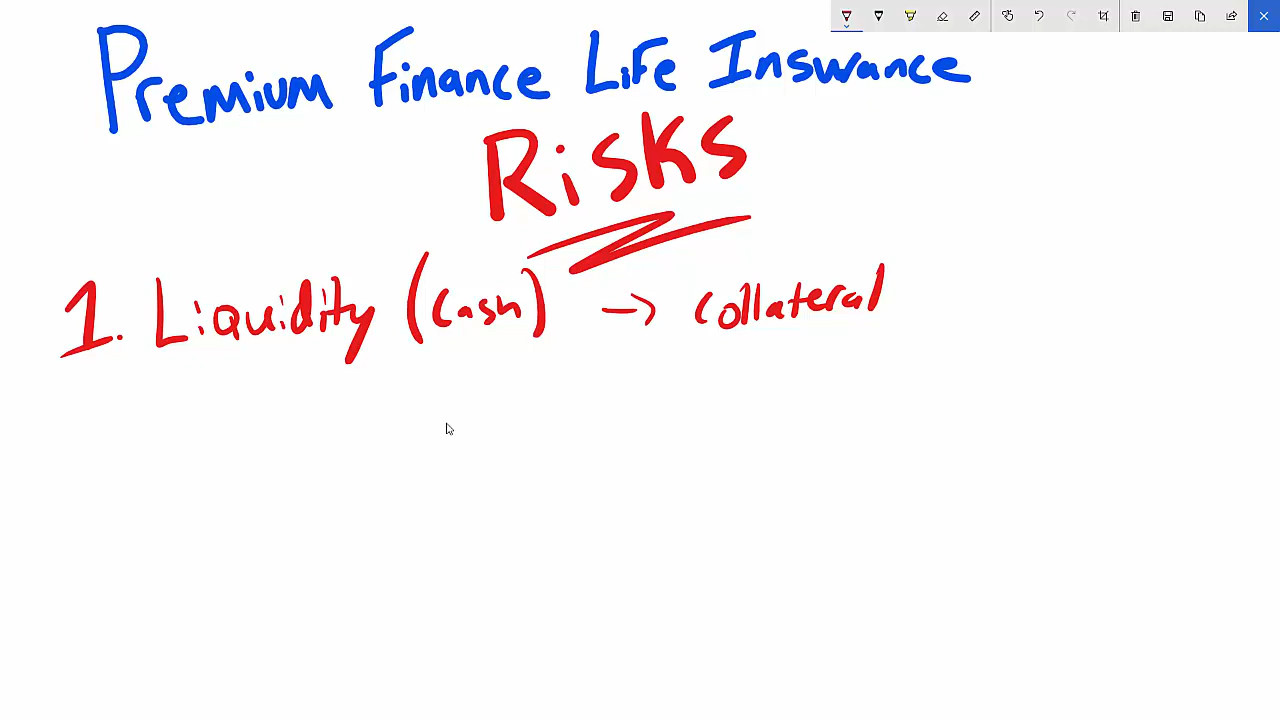 Premium Finance Life Insurance
Risks
1. Liquidity (cash) → collateral